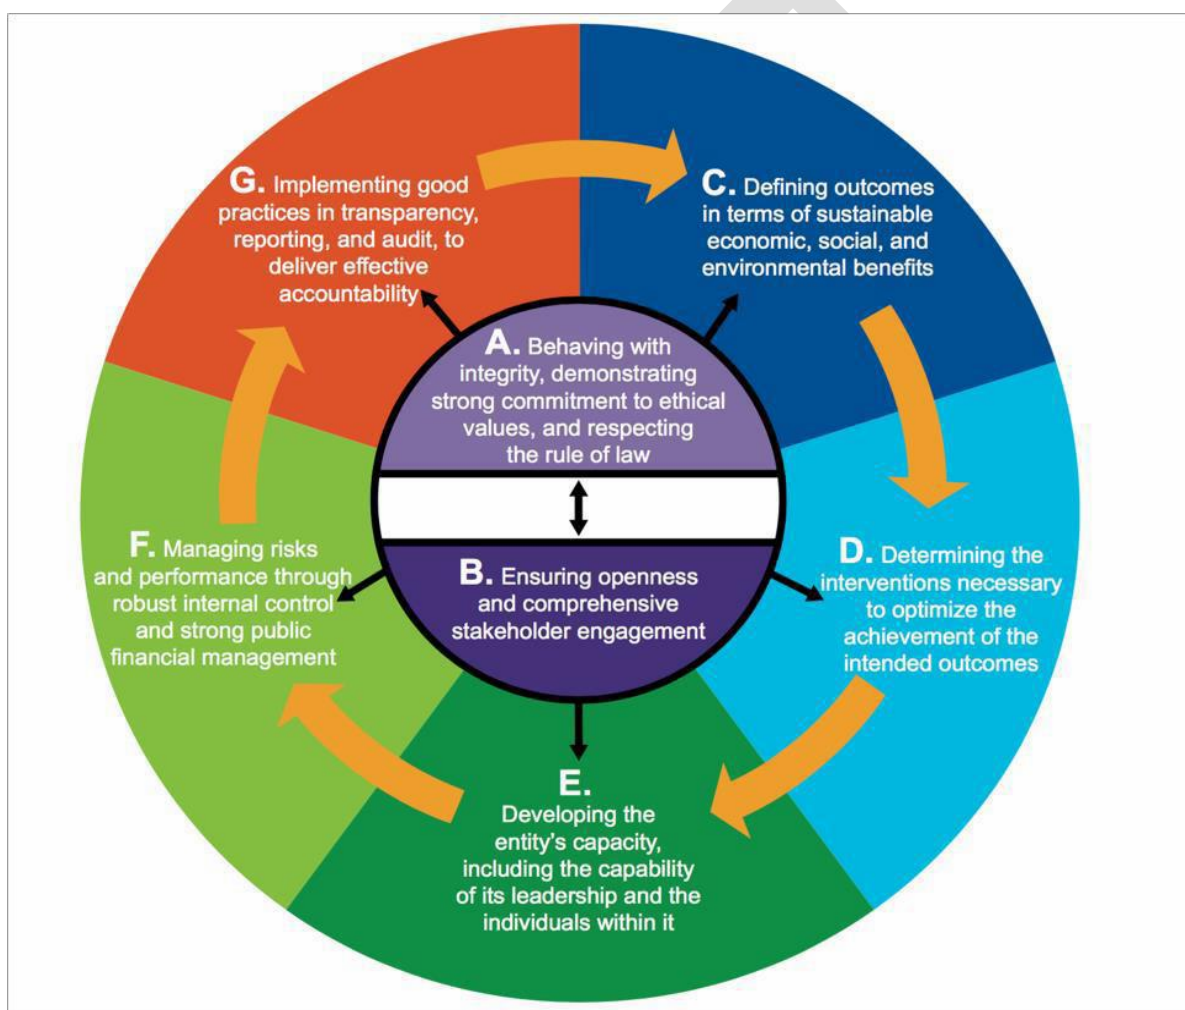 G. Implementing good
practices in transparency,
reporting, and audit, to
deliver effective
accountability
C. Defining outcomes
in terms of sustainable
economic, social, and
environmental benefits
A. Behaving with
integrity, demonstrating
strong commitment to ethical
values, and respecting
the rule of law
B. Ensuring openness
and comprehensive
stakeholder engagement
D. Determining the
interventions necessary
to optimize the
achievement of the
intended outcomes
E.
Developing the
entity's capacity,
including the capability
of its leadership and the
individuals within it
F. Managing risks
and performance through
robust internal control
and strong public
financial management